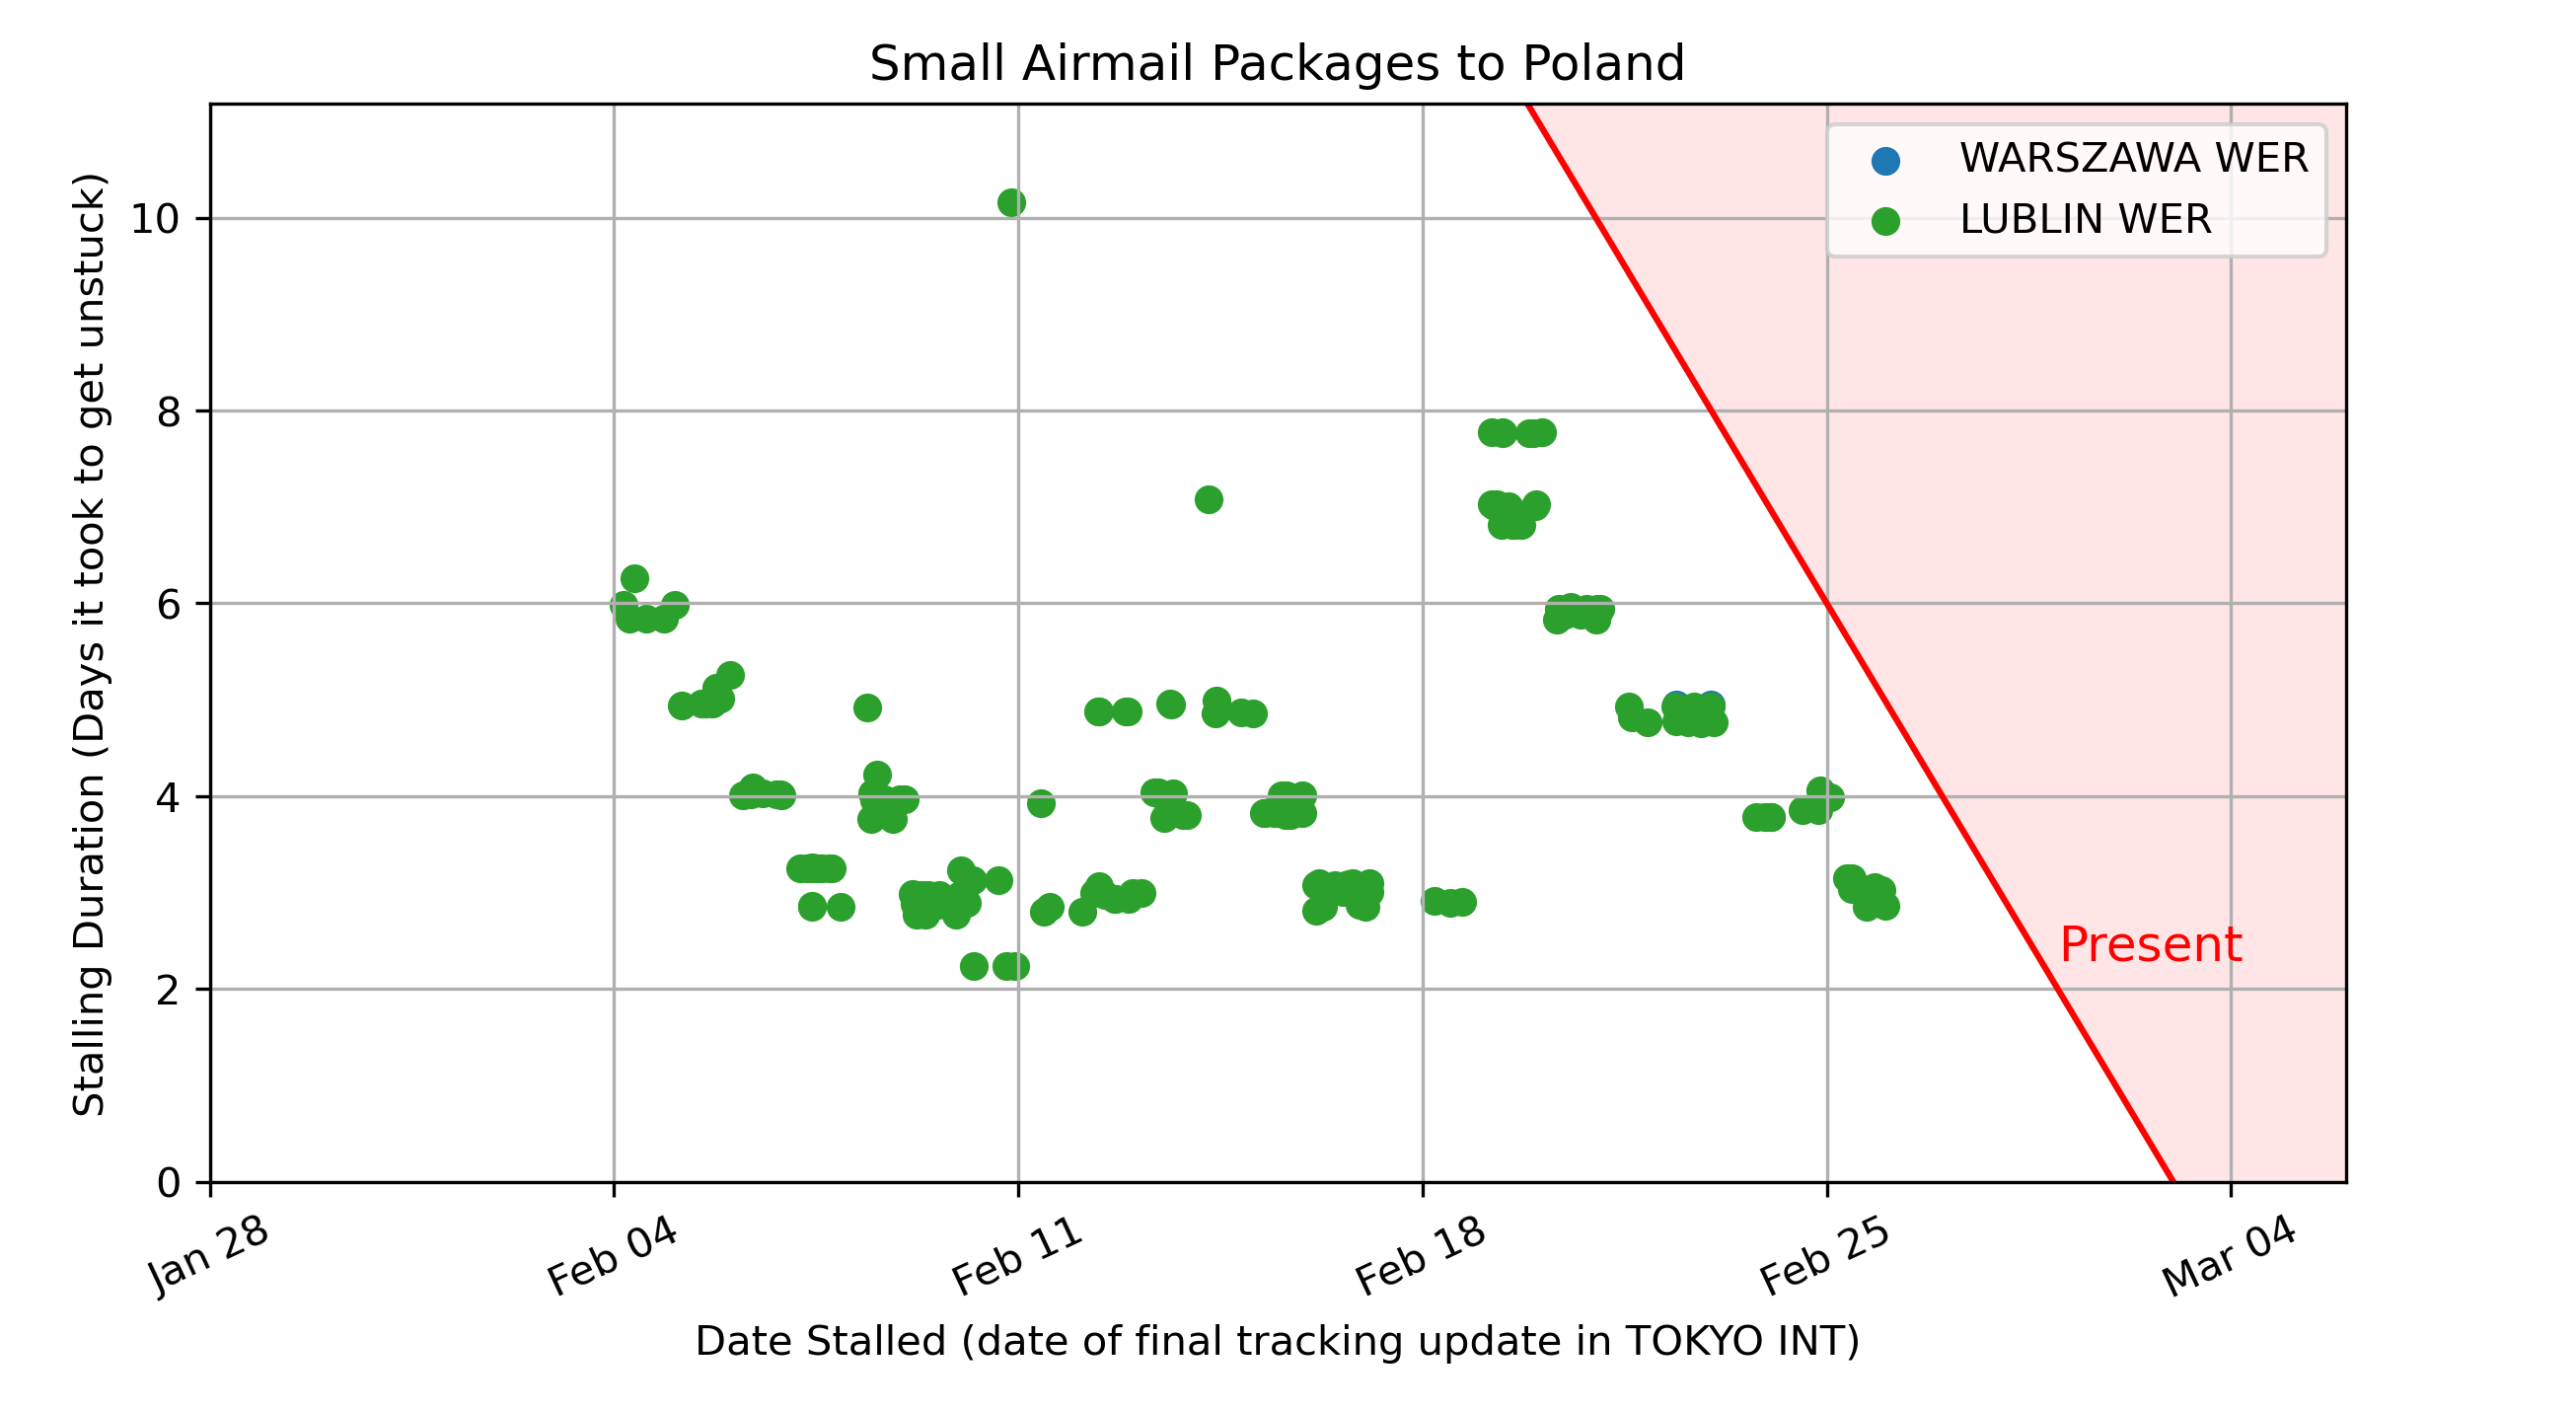 Small Airmail Packages to Poland
WARSZAWA WER
LUBLIN WER
Stalling Duration (Days it took to get unstuck)
10
8
6
4
2
0
Present
Jan 28
Feb 04
Feb 11
Feb 18
Feb 25
Mar 04
Date Stalled (date of final tracking update in TOKYO INT)